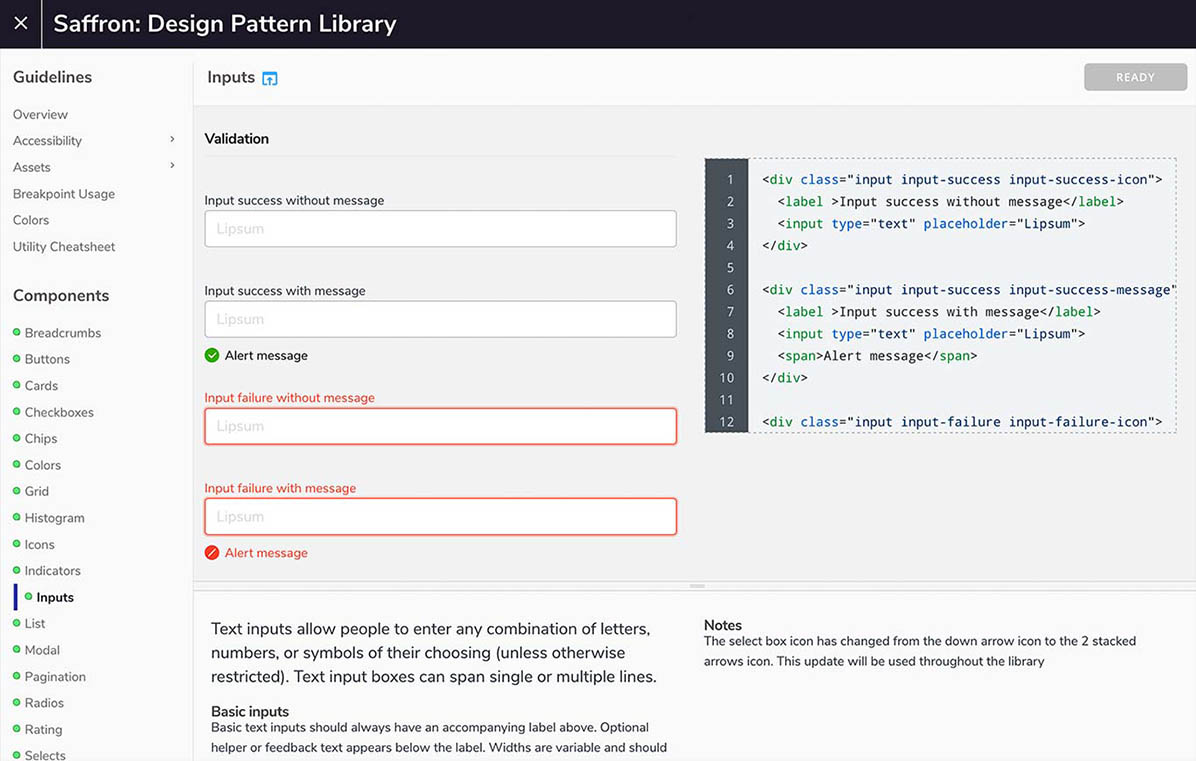 Saffron: Design Pattern Library
Guidelines
Overview
Accessibility
Assets
Breakpoint Usage
Colors
Utility Cheatsheet
Components
Breadcrumbs
Buttons
Cards
Checkboxes
Chips
Colors
Grid
Histogram
Icons
Indicators
Inputs
List
Modal
Pagination
Radios
Rating
Selects
Inputs
READY
Validation
Input success without message
Lipsum
Input success with message
Lipsum
Alert message
Input failure without message
Lipsum
Input failure with message
Lipsum
Alert message
1 <div class="input input-success input-success-icon">
2 <label >Input success without message</label>
3 <input type="text" placeholder="Lipsum">
4 </div>
5
6 <div class="input input-success input-success-message"
7 <label >Input success with message</label>
8 <input type="text" placeholder="Lipsum">
9 <span>Alert message</span>
10 </div>
11
12 <div class="input input-failure input-failure-icon">
Text inputs allow people to enter any combination of letters,
numbers, or symbols of their choosing (unless otherwise
restricted). Text input boxes can span single or multiple lines.
Basic inputs
Basic text inputs should always have an accompanying label above. Optional
helper or feedback text appears below the label. Widths are variable and should
Notes
The select box icon has changed from the down arrow icon to the 2 stacked
arrows icon. This update will be used throughout the library